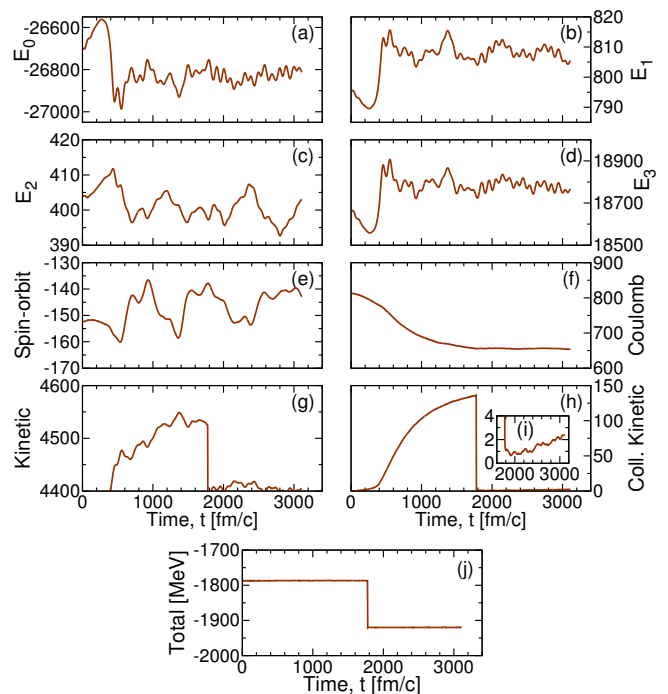 -26600
-26800
-27000
E0
(a)
820
810
800
790
E1
(b)
420
410
400
390
E2
(c)
18900
18700
18500
E3
(d)
-130
-140
-150
-160
-170
Spin-orbit
(e)
900
800
700
600
Coulomb
(f)
4600
4500
4400
Kinetic
(g)
0 1000 2000 3000
Time, t [fm/c]
150
100
50
0
Coll. Kinetic
(h)
4
2
0
(i)
2000 3000
0 1000 2000 3000
Time, t [fm/c]
-1700
-1800
-1900
-2000
Total [MeV]
(j)
0 1000 2000 3000
Time, t [fm/c]